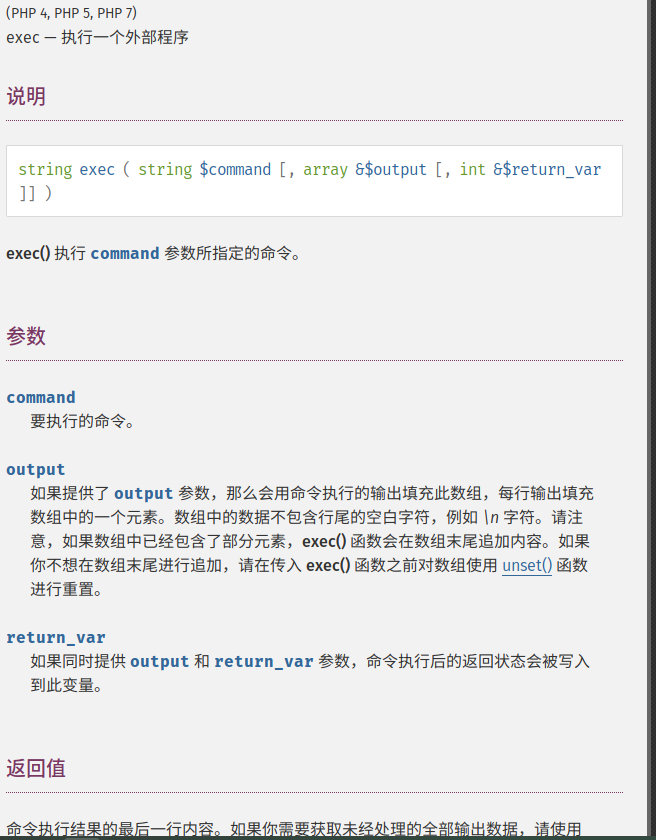 (PHP 4, PHP 5, PHP 7)
exec — 执行一个外部程序
说明
string exec ( string $command [, array &$output [, int &$return_var
]] )
exec() 执行 command 参数所指定的命令。
参数
command
要执行的命令。
output
如果提供了 output 参数，那么会用命令执行的输出填充此数组，每行输出填充
数组中的一个元素。数组中的数据不包含行尾的空白字符，例如 \n 字符。请注
意，如果数组中已经包含了部分元素，exec() 函数会在数组末尾追加内容。如果
你不想在数组末尾进行追加，请在传入 exec() 函数之前对数组使用 unset() 函数
进行重置。
return_var
如果同时提供 output 和 return_var 参数，命令执行后的返回状态会被写入
到此变量。
返回值
命令执行结果的最后一行内容。如果你需要获取未经处理的全部输出数据，请使用